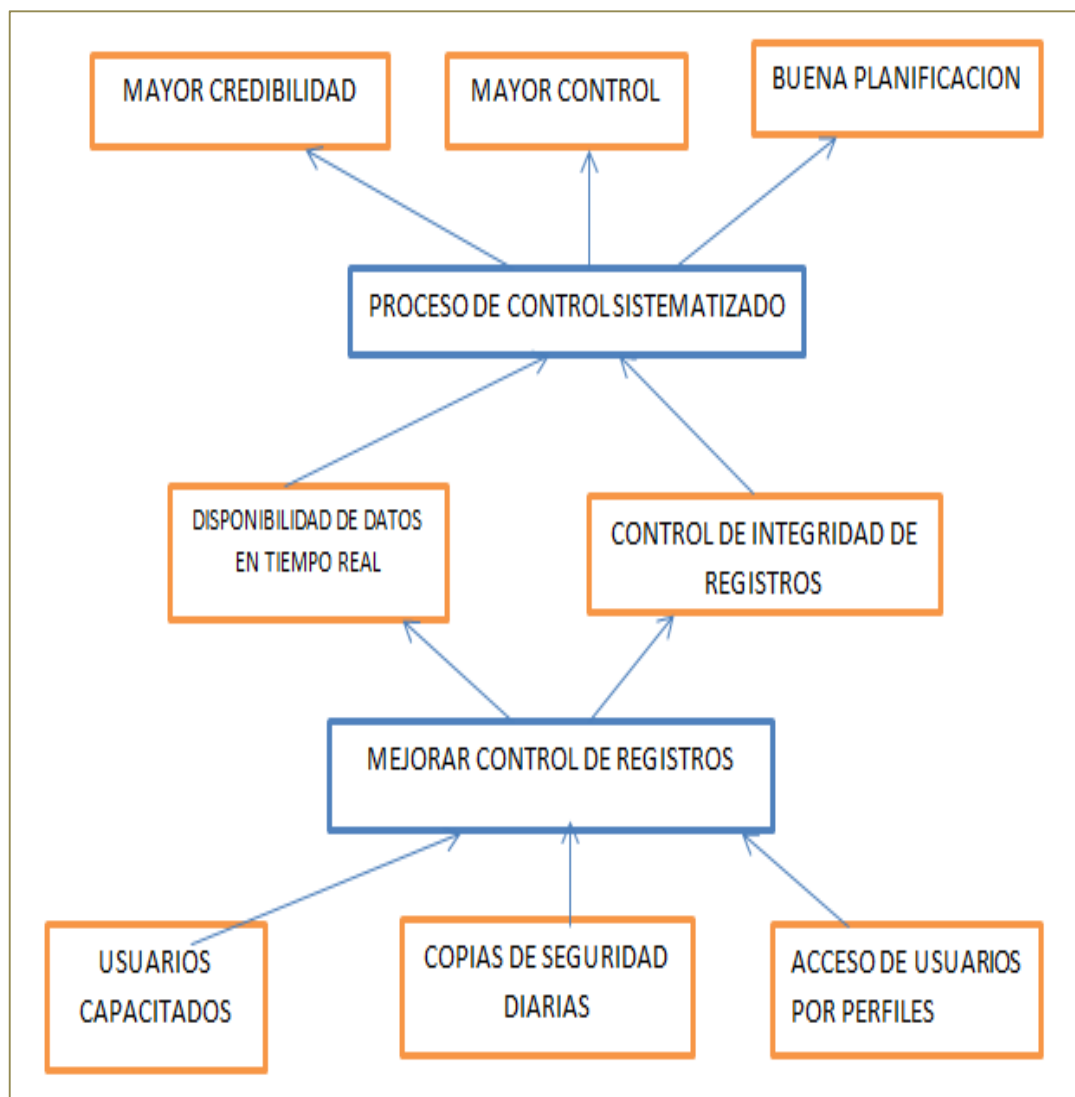 MAYOR CREDIBILIDAD
MAYOR CONTROL
BUENA PLANIFICACION
PROCESO DE CONTROL SISTEMATIZADO
DISPONIBILIDAD DE DATOS
EN TIEMPO REAL
CONTROL DE INTEGRIDAD DE
REGISTROS
MEJORAR CONTROL DE REGISTROS
USUARIOS
CAPACITADOS
COPIAS DE SEGURIDAD
DIARIAS
ACCESO DE USUARIOS
POR PERFILES